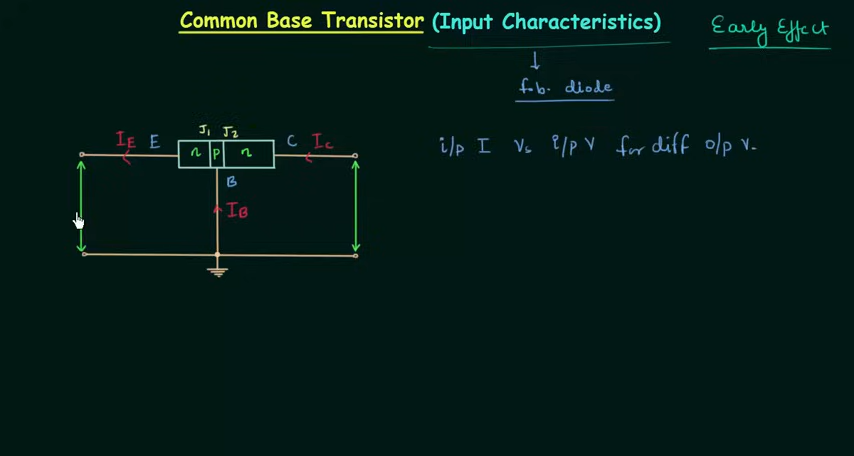 Common Base Transistor (Input Characteristics)
Early Effect
f.b. diode
i/p I Vs i/p V for diff o/p V.
J1 J2
IE E n p n C IC
B
IB